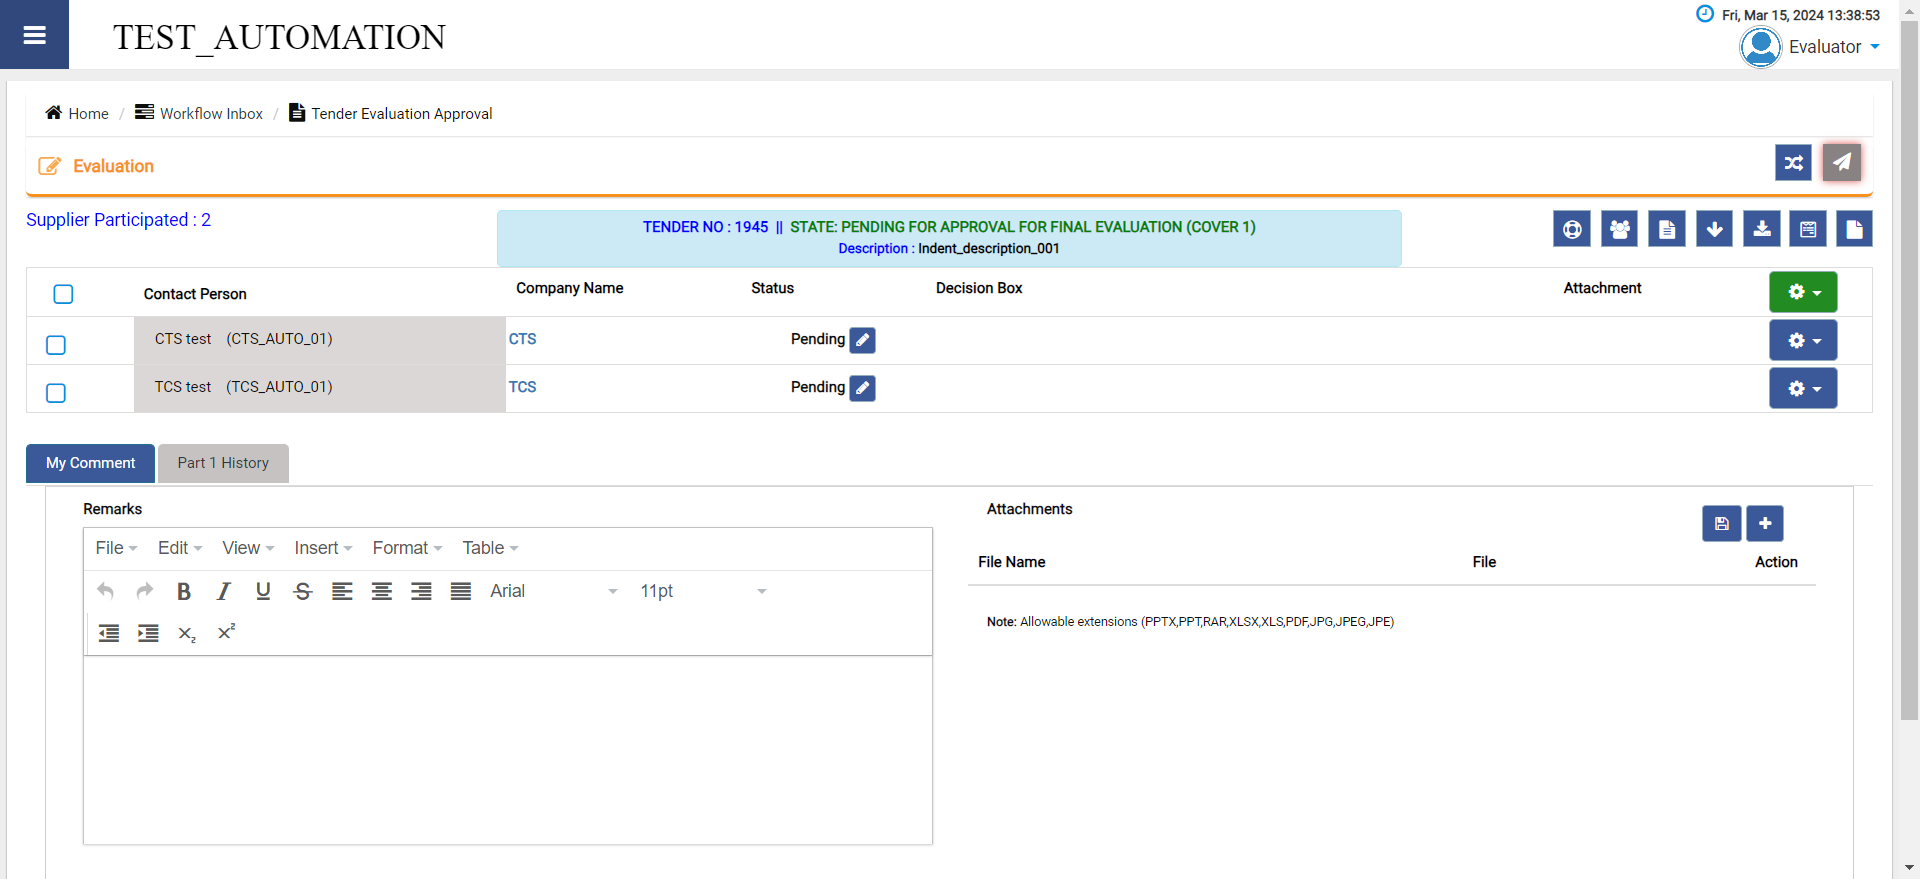 TEST_AUTOMATION
Fri, Mar 15, 2024 13:38:53
Evaluator
Home / Workflow Inbox / Tender Evaluation Approval
Evaluation
Supplier Participated : 2
TENDER NO : 1945 || STATE: PENDING FOR APPROVAL FOR FINAL EVALUATION (COVER 1)
Description : Indent_description_001
Contact Person Company Name Status Decision Box Attachment
CTS test (CTS_AUTO_01) CTS Pending
TCS test (TCS_AUTO_01) TCS Pending
My Comment Part 1 History
Remarks
File Edit View Insert Format Table
B I U S Arial 11pt
x₂ x²
Attachments
File Name File Action
Note: Allowable extensions (PPTX,PPT,RAR,XLSX,XLS,PDF,JPG,JPEG,JPE)